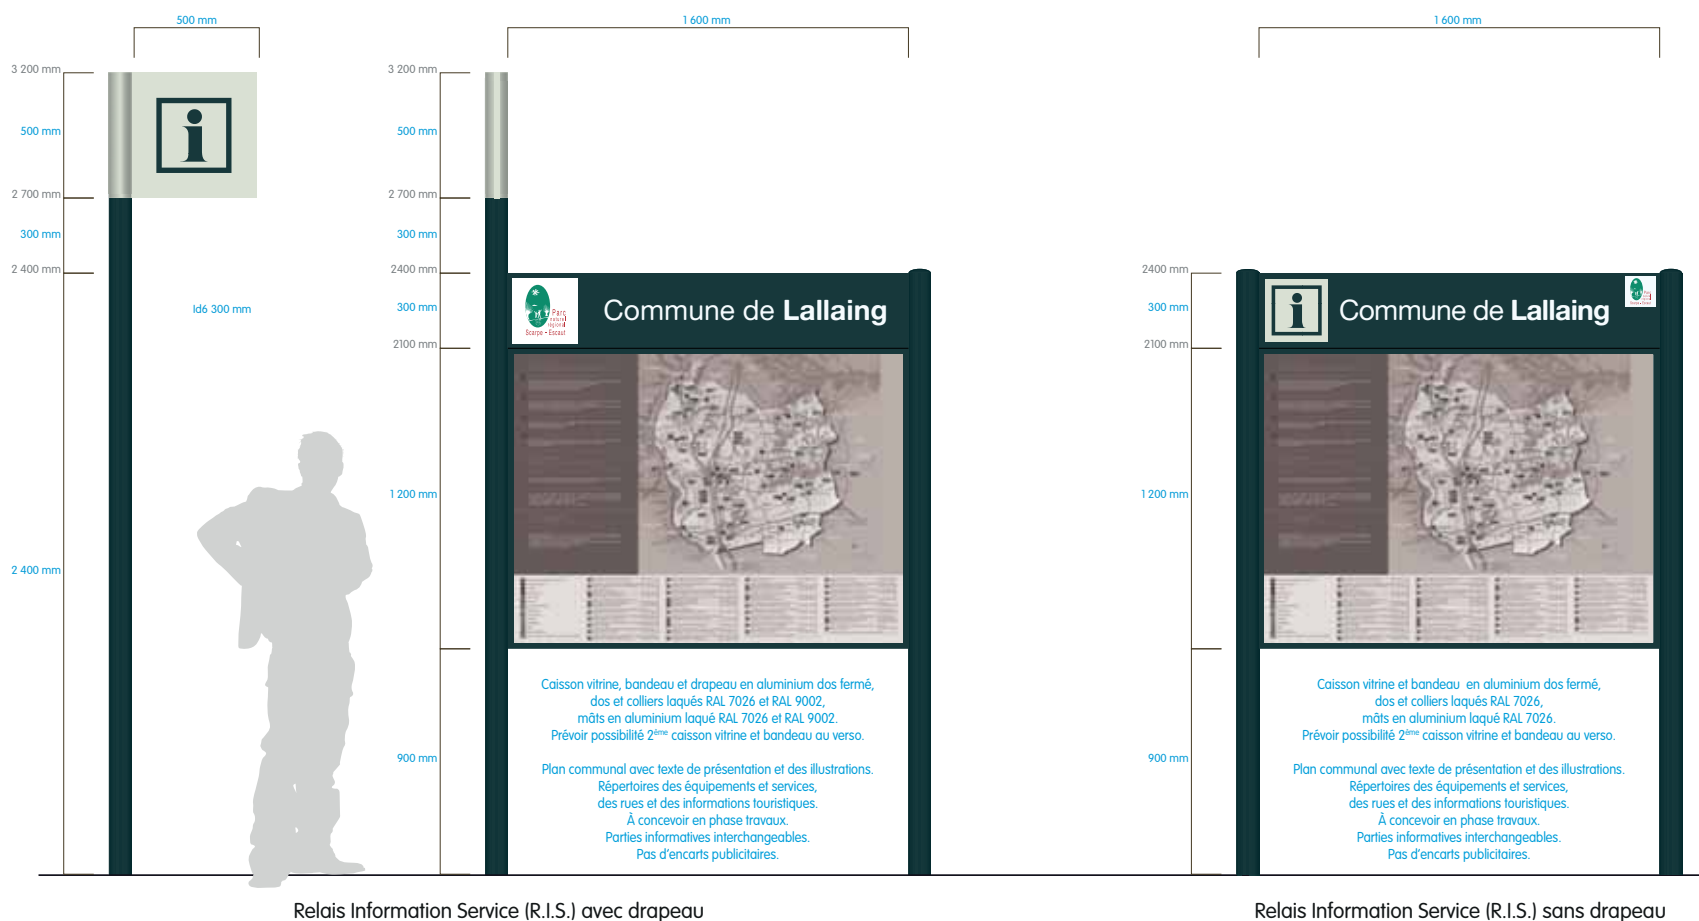 500 mm
1 600 mm
1 600 mm
3 200 mm
500 mm
2 700 mm
300 mm
2 400 mm
Id6 300 mm
2 400 mm
i
3 200 mm
500 mm
2 700 mm
300 mm
2400 mm
300 mm
2100 mm
1 200 mm
900 mm
Parc
naturel
régional
Scarpe - Escaut
Commune de Lallaing
Caisson vitrine, bandeau et drapeau en aluminium dos fermé,
dos et colliers laqués RAL 7026 et RAL 9002,
mâts en aluminium laqué RAL 7026 et RAL 9002.
Prévoir possibilité 2ème caisson vitrine et bandeau au verso.
Plan communal avec texte de présentation et des illustrations.
Répertoires des équipements et services,
des rues et des informations touristiques.
À concevoir en phase travaux.
Parties informatives interchangeables.
Pas d'encarts publicitaires.
Relais Information Service (R.I.S.) avec drapeau
2400 mm
300 mm
2100 mm
1 200 mm
900 mm
i
Commune de Lallaing
Caisson vitrine et bandeau en aluminium dos fermé,
dos et colliers laqués RAL 7026,
mâts en aluminium laqué RAL 7026.
Prévoir possibilité 2ème caisson vitrine et bandeau au verso.
Plan communal avec texte de présentation et des illustrations.
Répertoires des équipements et services,
des rues et des informations touristiques.
À concevoir en phase travaux.
Parties informatives interchangeables.
Pas d'encarts publicitaires.
Relais Information Service (R.I.S.) sans drapeau